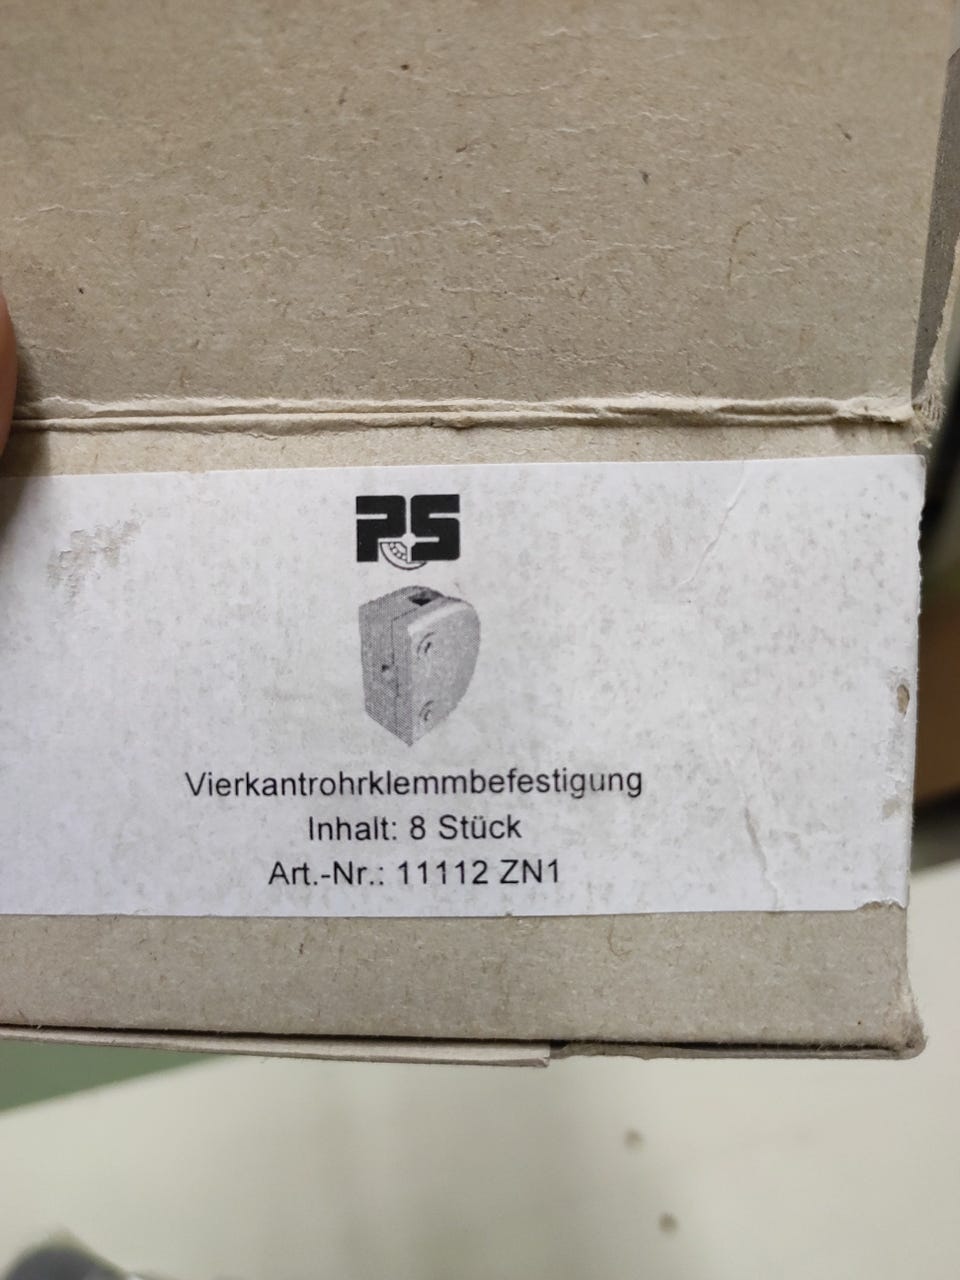 PS
Vierkantrohrklemmbefestigung
Inhalt: 8 Stück
Art.-Nr.: 11112 ZN1